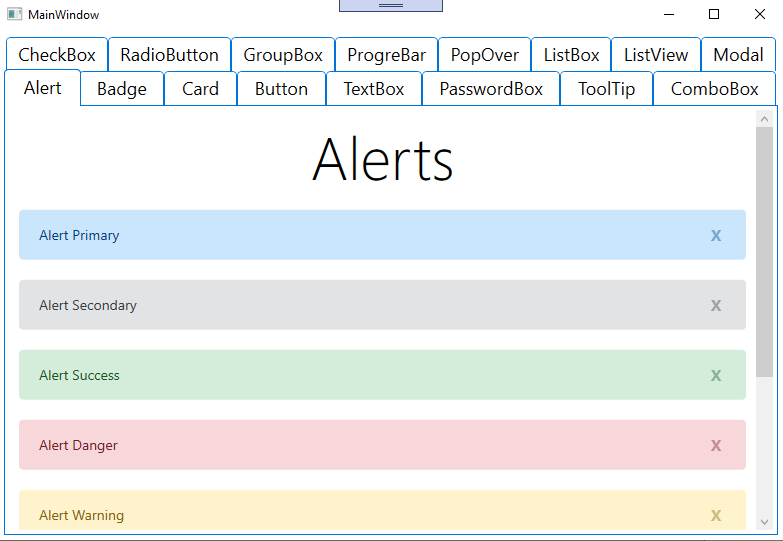 MainWindow
CheckBox RadioButton GroupBox ProgreBar PopOver ListBox ListView Modal
Alert Badge Card Button TextBox PasswordBox ToolTip ComboBox
Alerts
Alert Primary X
Alert Secondary X
Alert Success X
Alert Danger X
Alert Warning X